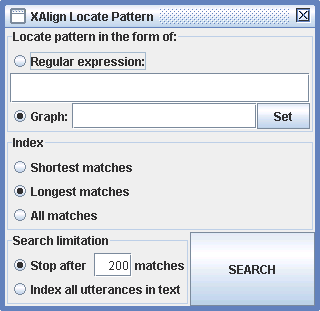 XAlign Locate Pattern
Locate pattern in the form of:
Regular expression:
Graph: Set
Index
Shortest matches
Longest matches
All matches
Search limitation
Stop after 200 matches
Index all utterances in text
SEARCH